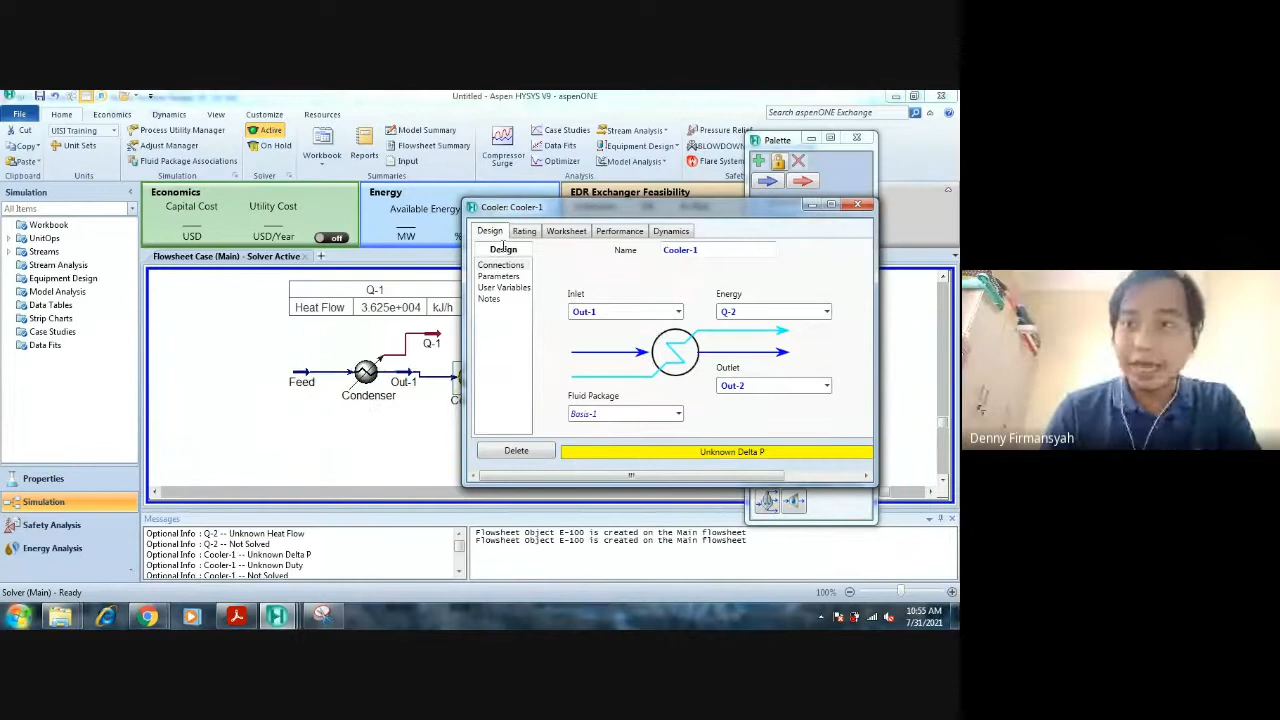 Untitled - Aspen HYSYS V9 - aspenONE
File Home Economics Dynamics View Customize Resources
Search aspenONE Exchange
Cut UISI Training Process Utility Manager Active Model Summary Case Studies Stream Analysis Pressure Relief Palette
Copy Unit Sets Adjust Manager On Hold Flowsheet Summary Data Fits Equipment Design BLOWDOWN
Paste Fluid Package Associations Workbook Reports Input Compressor Surge Optimizer Model Analysis Flare System
Clipboard Units Simulation Solver Summaries Analysis
Simulation
All Items
Workbook
UnitOps
Streams
Stream Analysis
Equipment Design
Model Analysis
Data Tables
Strip Charts
Case Studies
Data Fits
Properties
Simulation
Safety Analysis
Energy Analysis
Economics
Capital Cost Utility Cost
USD USD/Year off
Energy
Available Energy
MW %
EDR Exchanger Feasibility
Flowsheet Case (Main) - Solver Active
Q-1
Heat Flow 3.625e+004 kJ/h
Q-1
Feed Out-1
Condenser
Cooler: Cooler-1
Design Rating Worksheet Performance Dynamics
Design
Connections
Parameters
User Variables
Notes
Name Cooler-1
Inlet Energy
Out-1 Q-2
Outlet
Out-2
Fluid Package
Basis-1
Delete Unknown Delta P
Messages
Optional Info : Q-2 -- Unknown Heat Flow
Optional Info : Q-2 -- Not Solved
Optional Info : Cooler-1 -- Unknown Delta P
Optional Info : Cooler-1 -- Unknown Duty
Optional Info : Cooler-1 -- Not Solved
Flowsheet Object E-100 is created on the Main flowsheet
Flowsheet Object E-100 is created on the Main flowsheet
Solver (Main) - Ready
100%
10:55 AM
7/31/2021
Denny Firmansyah